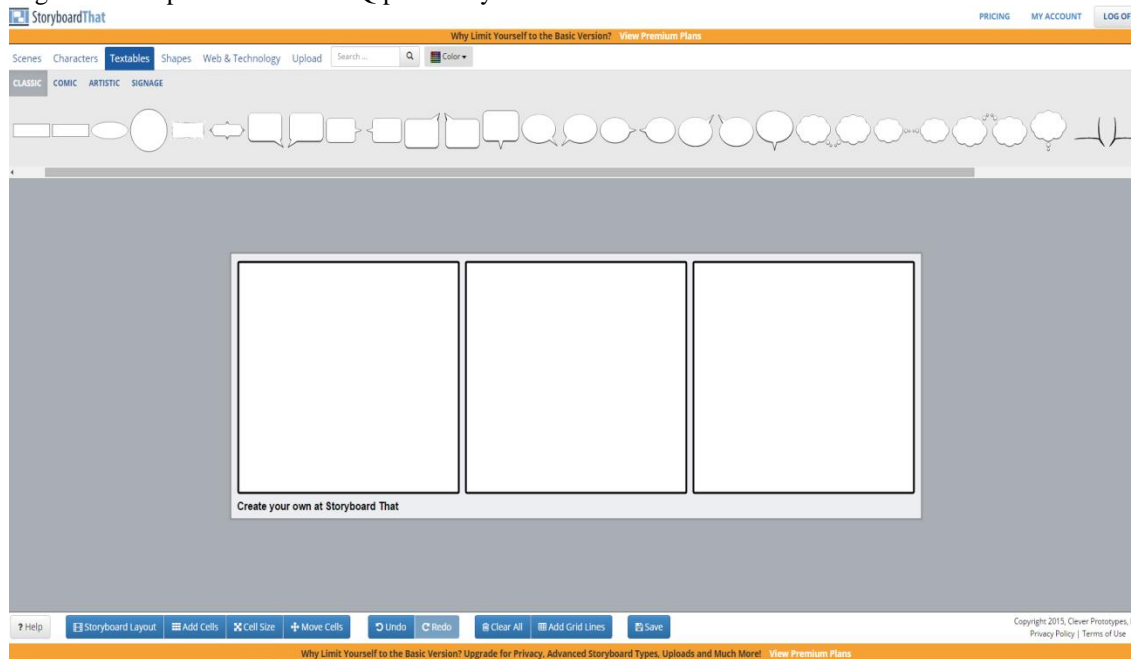 StoryboardThat
PRICING MY ACCOUNT LOG OF
Why Limit Yourself to the Basic Version? View Premium Plans
Scenes Characters Textables Shapes Web & Technology Upload Search ... Color
CLASSIC COMIC ARTISTIC SIGNAGE
Create your own at Storyboard That
? Help Storyboard Layout Add Cells Cell Size Move Cells Undo Redo Clear All Add Grid Lines Save
Copyright 2015, Clever Prototypes,
Privacy Policy | Terms of Use
Why Limit Yourself to the Basic Version? Upgrade for Privacy, Advanced Storyboard Types, Uploads and Much More! View Premium Plans